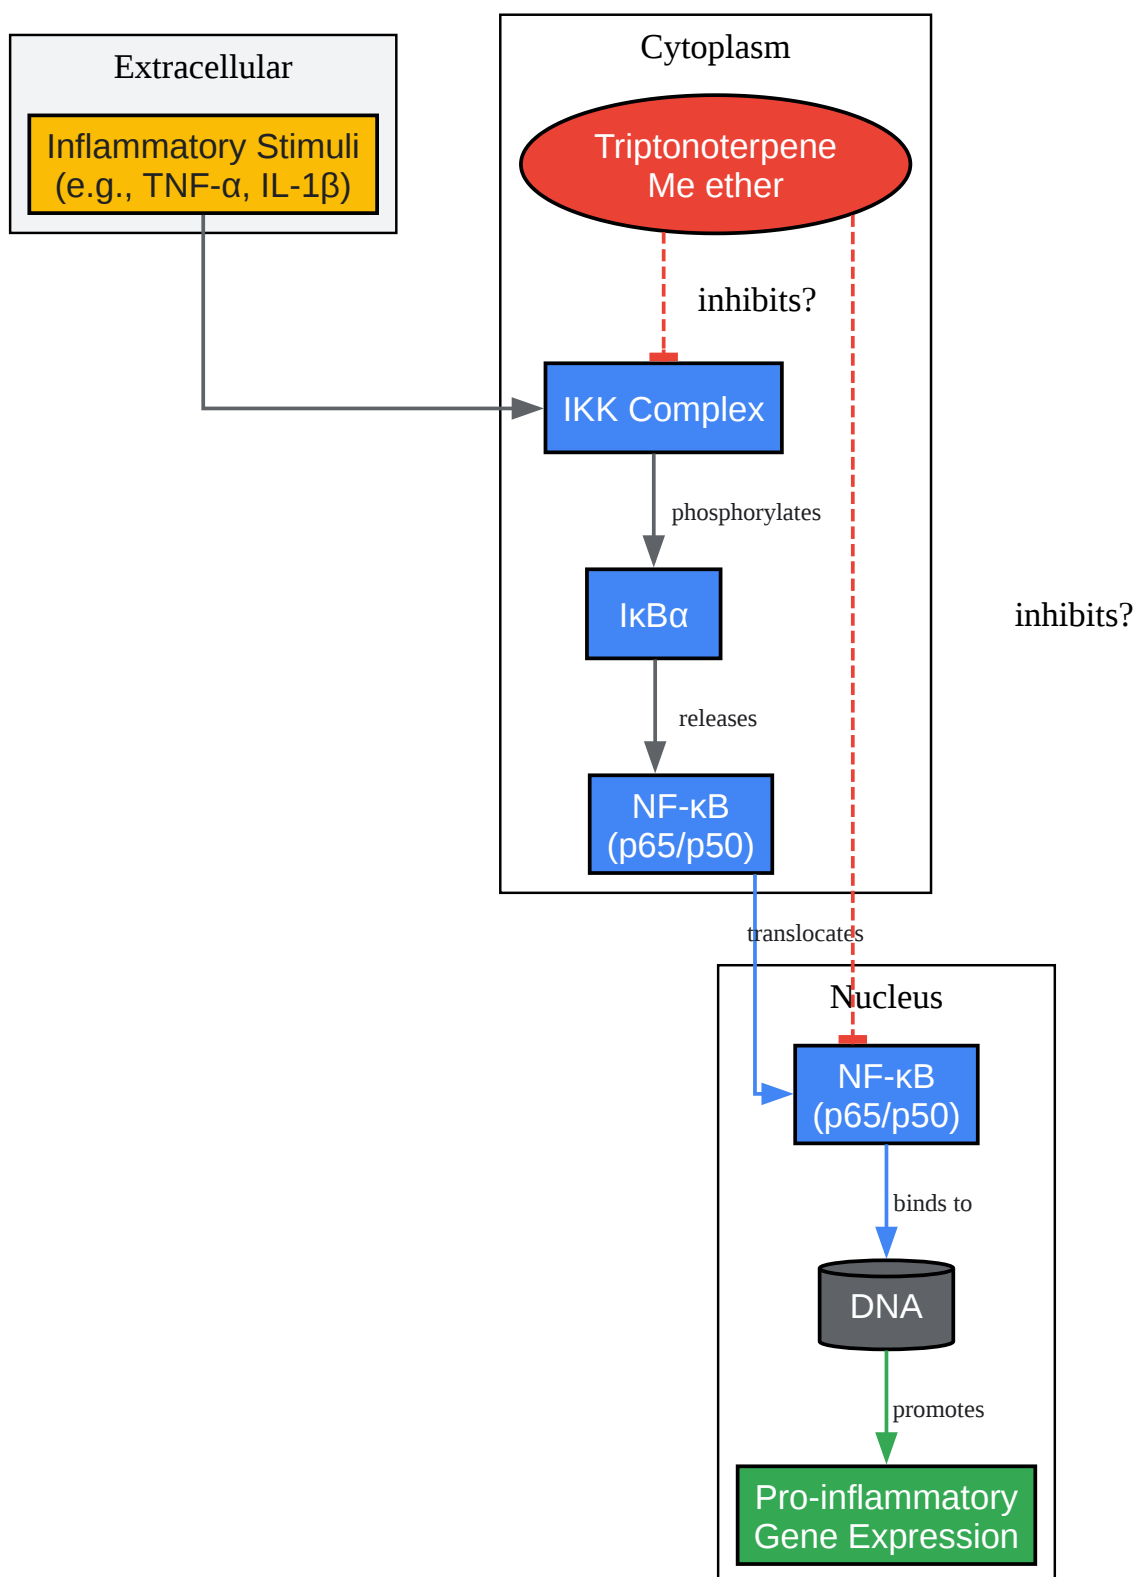 Extracellular
Inflammatory Stimuli
(e.g., TNF-α, IL-1β)
Cytoplasm
Triptonoterpene
Me ether
inhibits?
IKK Complex
phosphorylates
IκBα
inhibits?
releases
NF-κB
(p65/p50)
translocates
Nucleus
NF-κB
(p65/p50)
binds to
DNA
promotes
Pro-inflammatory
Gene Expression